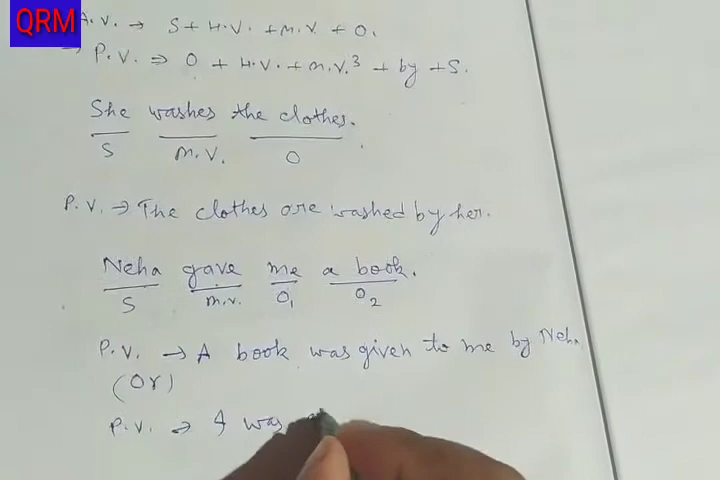 QRM
A.V. → S + H.V. + M.V. + O.
→ P.V. ⇒ O + H.V. + M.V.³ + by + S.
She washes the clothes.
S M.V. O
P.V. → The clothes are washed by her.
Neha gave me a book.
S M.V. O₁ O₂
P.V. → A book was given to me by Neha
(Or)
P.V. → I was